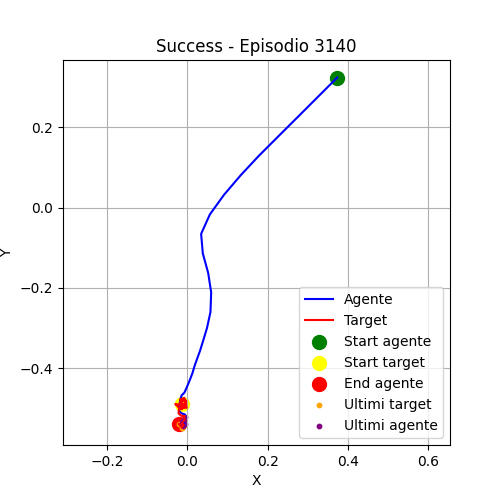 Success - Episodio 3140
Y
0.2
0.0
−0.2
−0.4
−0.2
0.0
0.2
0.4
0.6
X
Agente
Target
Start agente
Start target
End agente
Ultimi target
Ultimi agente